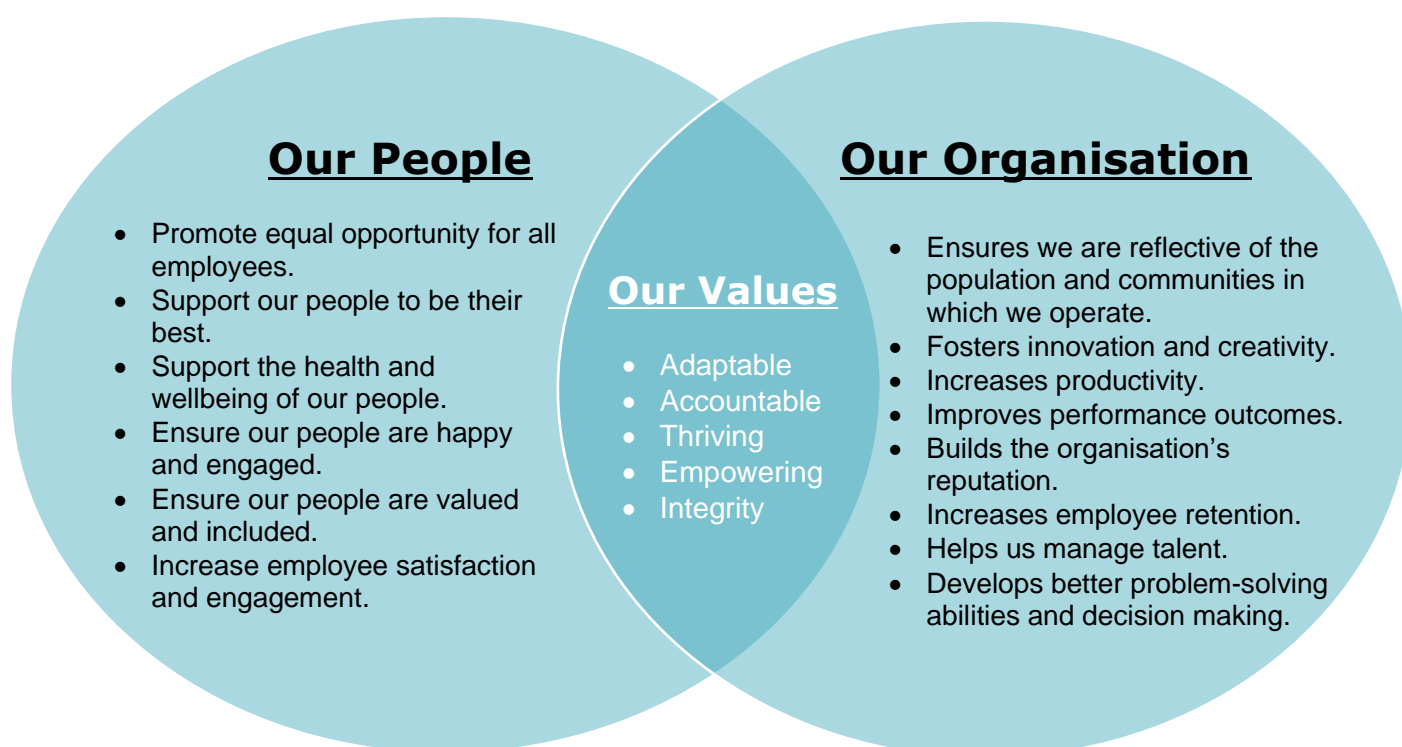 Our People
• Promote equal opportunity for all
employees.
• Support our people to be their
best.
• Support the health and
wellbeing of our people.
• Ensure our people are happy
and engaged.
• Ensure our people are valued
and included.
• Increase employee satisfaction
and engagement.
Our Values
• Adaptable
• Accountable
• Thriving
• Empowering
• Integrity
Our Organisation
• Ensures we are reflective of the
population and communities in
which we operate.
• Fosters innovation and creativity.
• Increases productivity.
• Improves performance outcomes.
• Builds the organisation’s
reputation.
• Increases employee retention.
• Helps us manage talent.
• Develops better problem-solving
abilities and decision making.